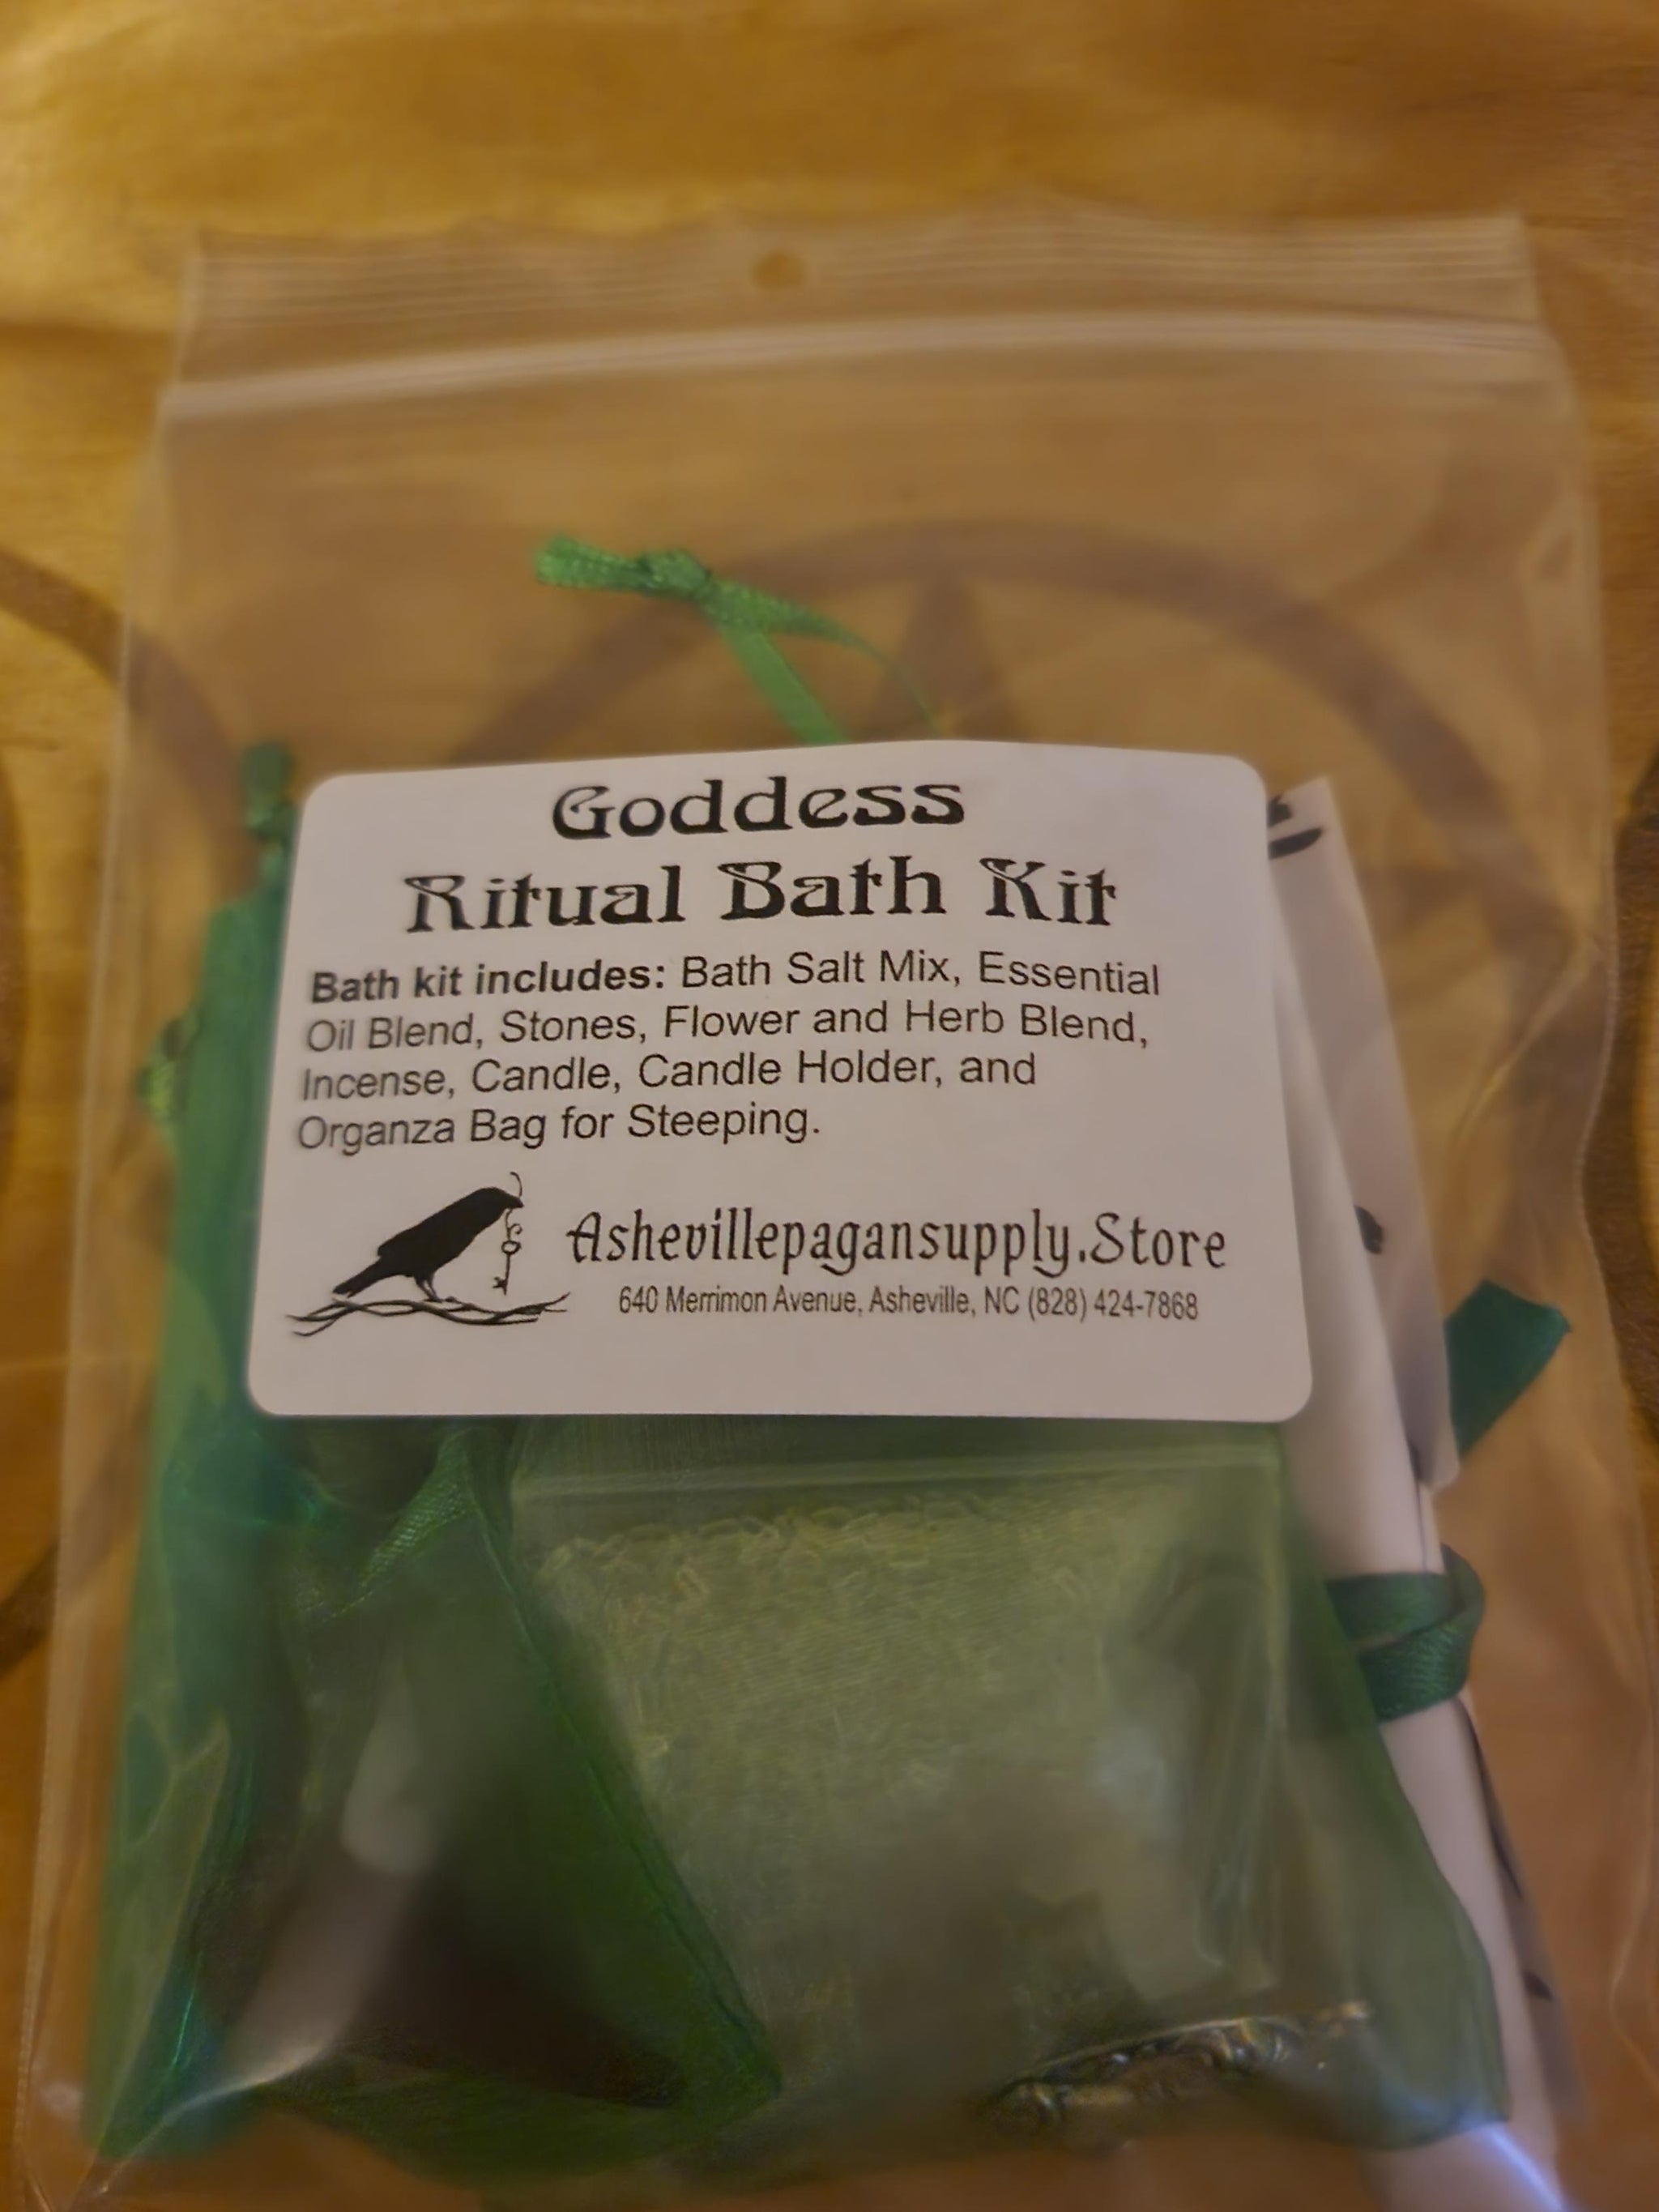 Goddess
Ritual Bath Kit
Bath kit includes: Bath Salt Mix, Essential
Oil Blend, Stones, Flower and Herb Blend,
Incense, Candle, Candle Holder, and
Organza Bag for Steeping.
Ashevillepagansupply.Store
640 Merrimon Avenue, Asheville, NC (828) 424-7868